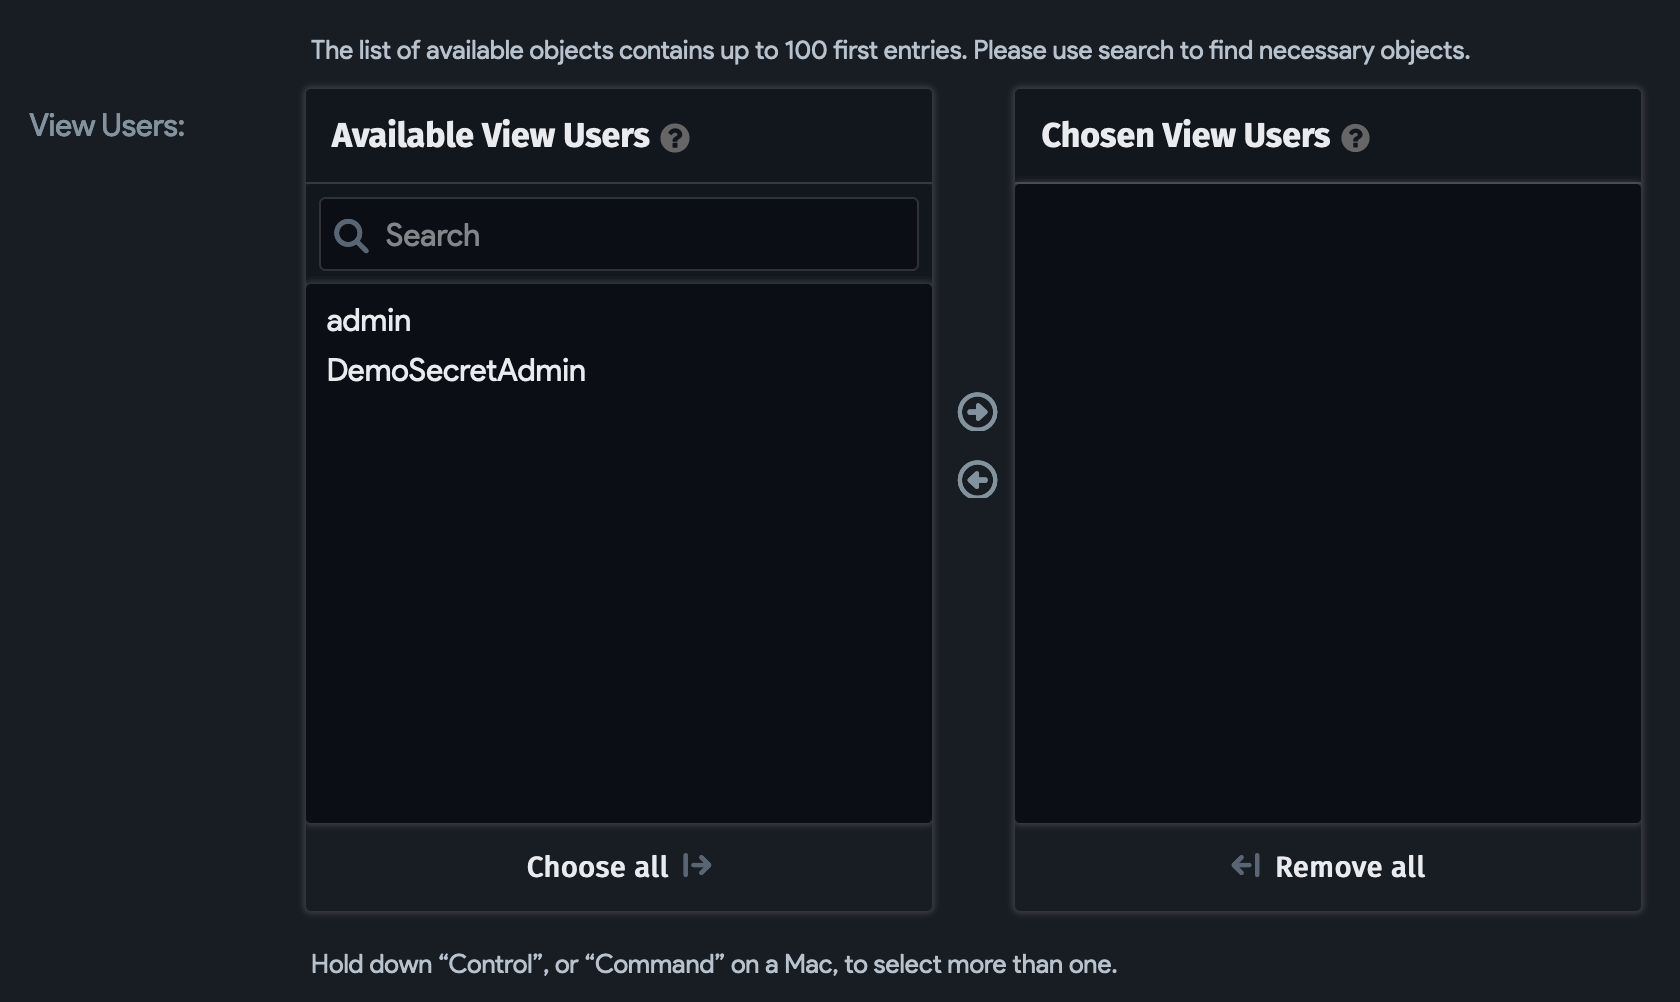 The list of available objects contains up to 100 first entries. Please use search to find necessary objects.
View Users:
Available View Users ?
Search
admin
DemoSecretAdmin
Choose all
Chosen View Users ?
Remove all
Hold down “Control”, or “Command” on a Mac, to select more than one.